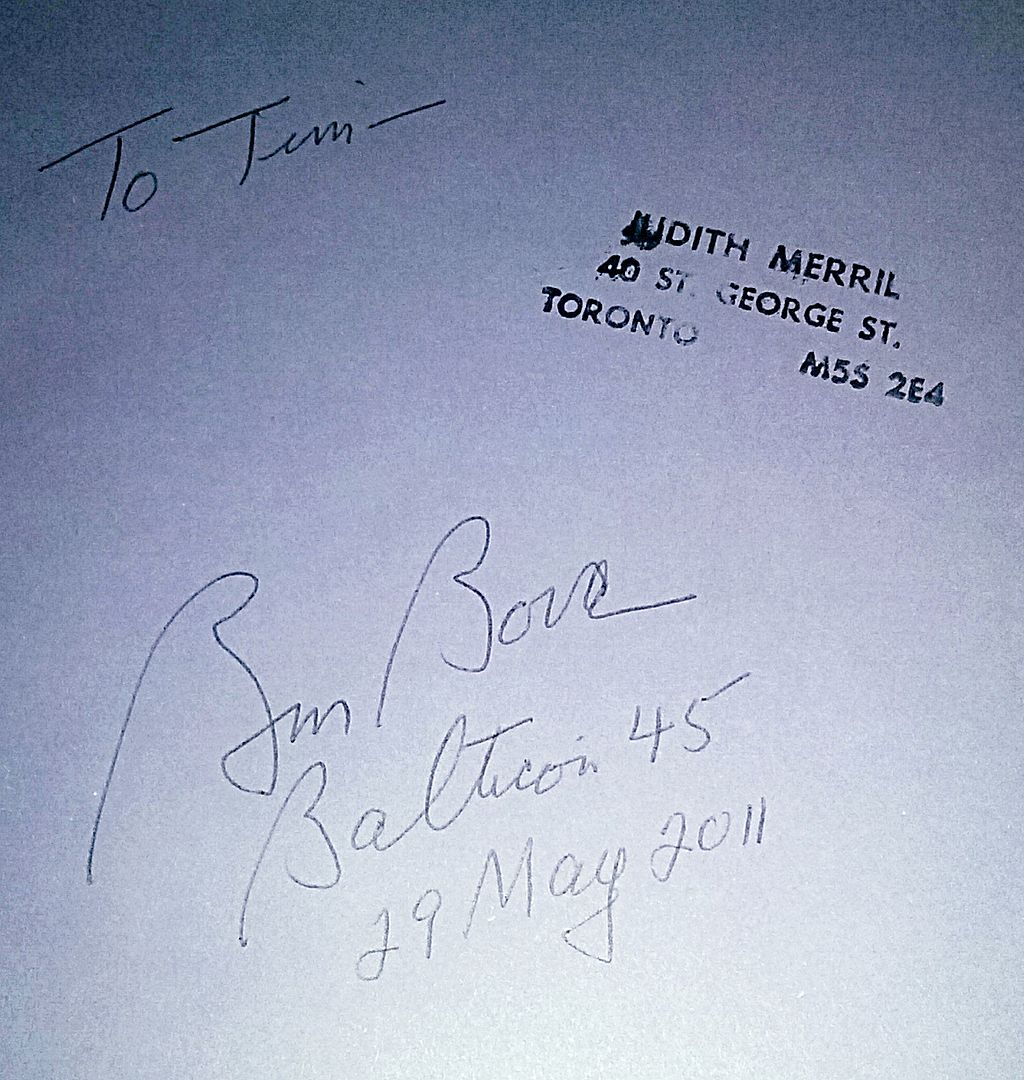 To Tim—
JUDITH MERRIL
40 ST. GEORGE ST.
TORONTO M5S 2E4
Ben Bova
Balticon 45
29 May 2011